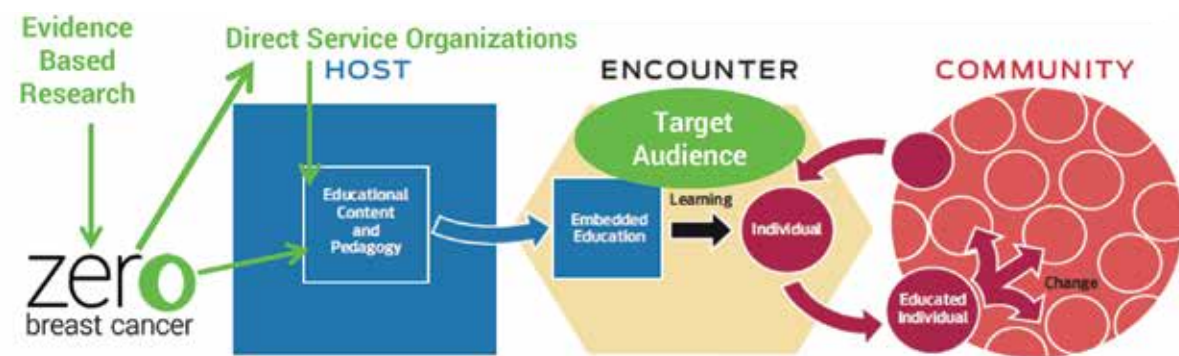 Evidence
Based
Research
Direct Service Organizations
HOST
ENCOUNTER
COMMUNITY
Target
Audience
Educational
Content
and
Pedagogy
Embedded
Education
Learning
Individual
Change
Educated
Individual
zero
breast cancer